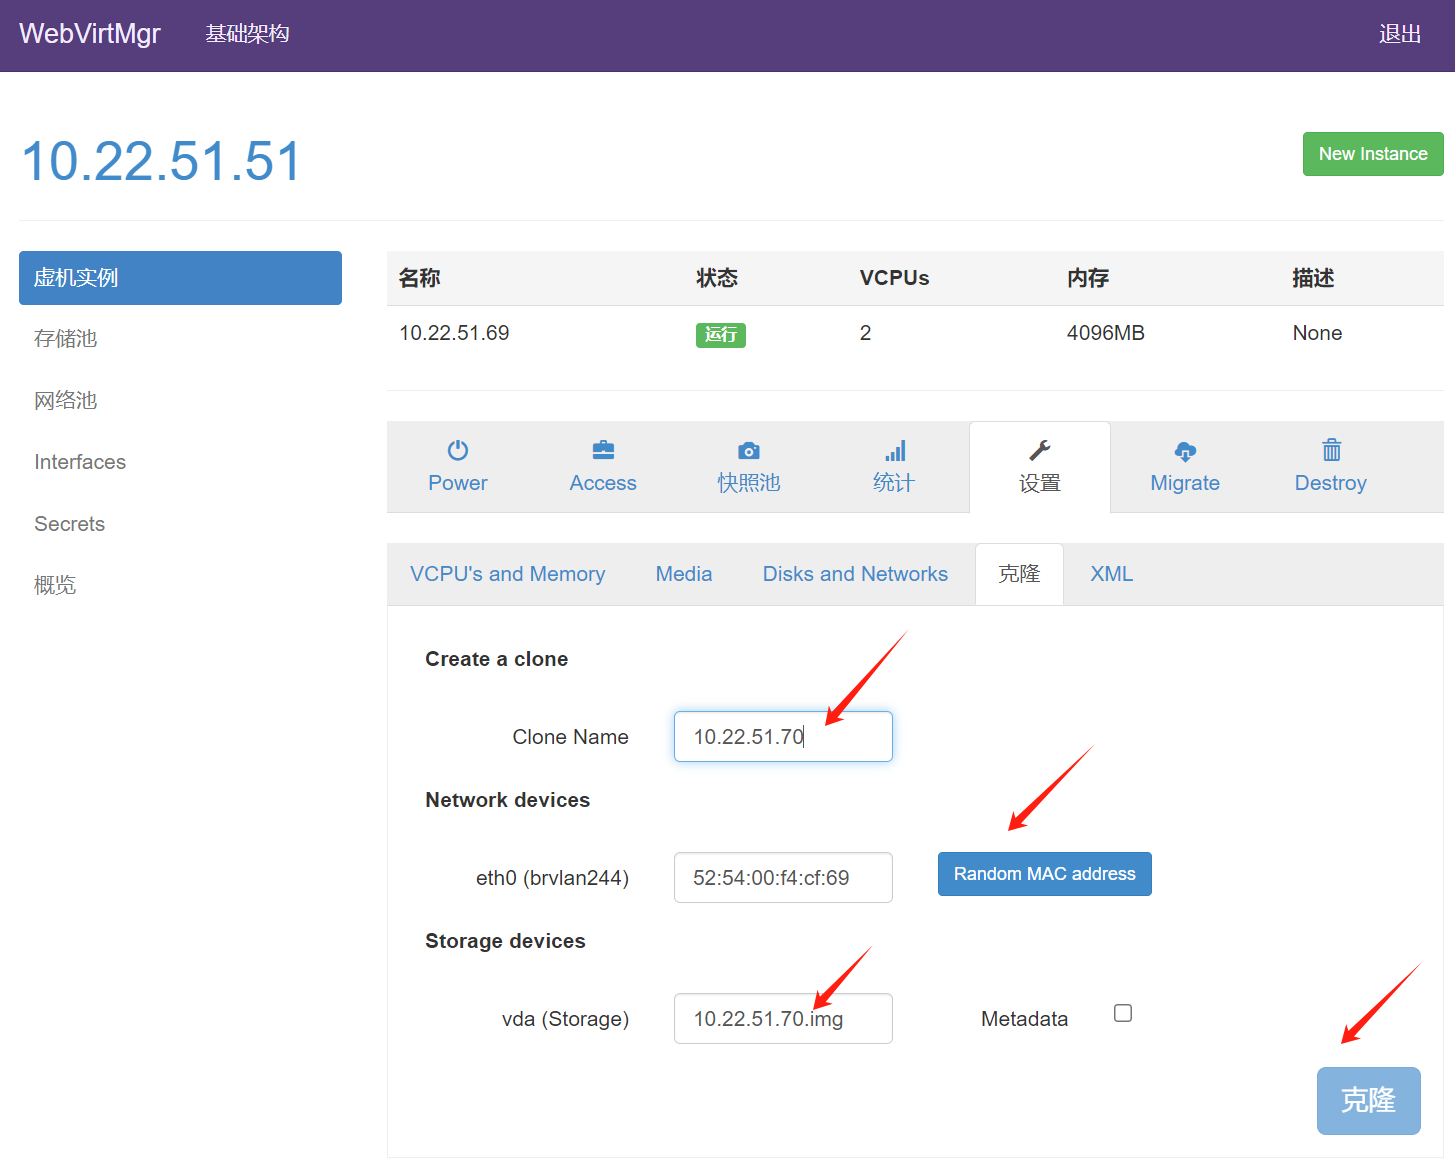 WebVirtMgr 基础架构 退出
10.22.51.51
New Instance
虚机实例
存储池
网络池
Interfaces
Secrets
概览
名称 状态 VCPUs 内存 描述
10.22.51.69 运行 2 4096MB None
Power Access 快照池 统计 设置 Migrate Destroy
VCPU's and Memory Media Disks and Networks 克隆 XML
Create a clone
Clone Name 10.22.51.70
Network devices
eth0 (brvlan244) 52:54:00:f4:cf:69 Random MAC address
Storage devices
vda (Storage) 10.22.51.70.img Metadata
克隆